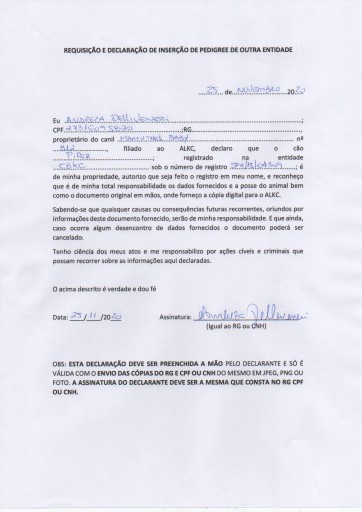 REQUISIÇÃO E DECLARAÇÃO DE INSERÇÃO DE PEDIGREE DE OUTRA ENTIDADE
25 de NOVEMBRO 2020
Eu ANDREZA
CPF ;RG
proprietário do canil BABY nº
312, filiado ao ALKC, declaro que o cão
PIPER; registrado na entidade
CBKC sob o número de registro ; é
de minha propriedade, autorizo que seja feito o registro em meu nome, e reconheço
que é de minha total responsabilidade os dados fornecidos e a posse do animal bem
como o documento original em mãos, onde forneço a cópia digital para o ALKC.
Sabendo-se que quaisquer causas ou consequências futuras recorrentes, oriundos por
informações deste documento fornecido, serão de minha responsabilidade. E que ainda,
caso ocorra algum desencontro de dados fornecidos o documento poderá ser
cancelado.
Tenho ciência dos meus atos e me responsabilizo por ações cíveis e criminais que
possam recorrer sobre as informações aqui declaradas.
O acima descrito é verdade e dou fé
Data: 25/11/2020 Assinatura:
(Igual ao RG ou CNH)
OBS: ESTA DECLARAÇÃO DEVE SER PREENCHIDA A MÃO PELO DECLARANTE E SÓ É
VÁLIDA COM O ENVIO DAS CÓPIAS DO RG E CPF OU CNH DO MESMO EM JPEG, PNG OU
FOTO. A ASSINATURA DO DECLARANTE DEVE SER A MESMA QUE CONSTA NO RG CPF
OU CNH.